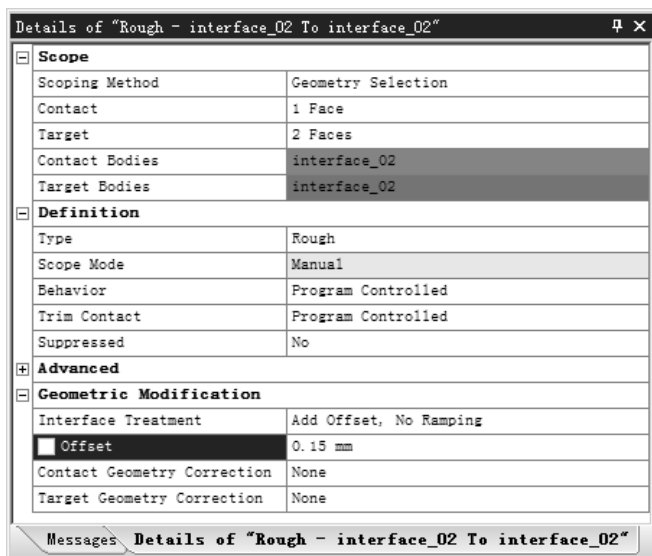 Details of "Rough - interface_02 To interface_02"
Scope
Scoping Method Geometry Selection
Contact 1 Face
Target 2 Faces
Contact Bodies interface_02
Target Bodies interface_02
Definition
Type Rough
Scope Mode Manual
Behavior Program Controlled
Trim Contact Program Controlled
Suppressed No
Advanced
Geometric Modification
Interface Treatment Add Offset, No Ramping
Offset 0.15 mm
Contact Geometry Correction None
Target Geometry Correction None
Messages Details of "Rough - interface_02 To interface_02"